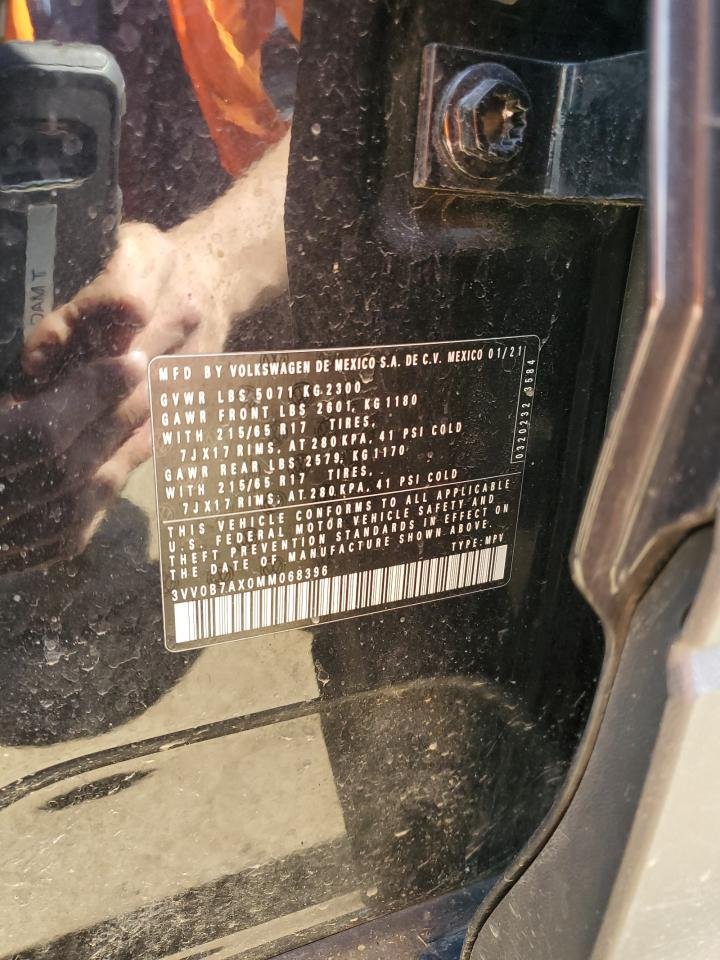 MFD BY VOLKSWAGEN DE MEXICO S.A. DE C.V. MEXICO 01/21
GVWR LBS 5071 KG 2300
GAWR FRONT LBS 2601, KG 1180
WITH 215/65 R17 TIRES,
7JX17 RIMS, AT 280 KPA, 41 PSI COLD
GAWR REAR LBS 2579, KG 1170
WITH 215/65 R17 TIRES,
7JX17 RIMS, AT 280 KPA, 41 PSI COLD
0320232 3584
THIS VEHICLE CONFORMS TO ALL APPLICABLE
U.S. FEDERAL MOTOR VEHICLE SAFETY AND
THEFT PREVENTION STANDARDS IN EFFECT ON
THE DATE OF MANUFACTURE SHOWN ABOVE.
TYPE: MPV
3VV0B7AX0MM068396